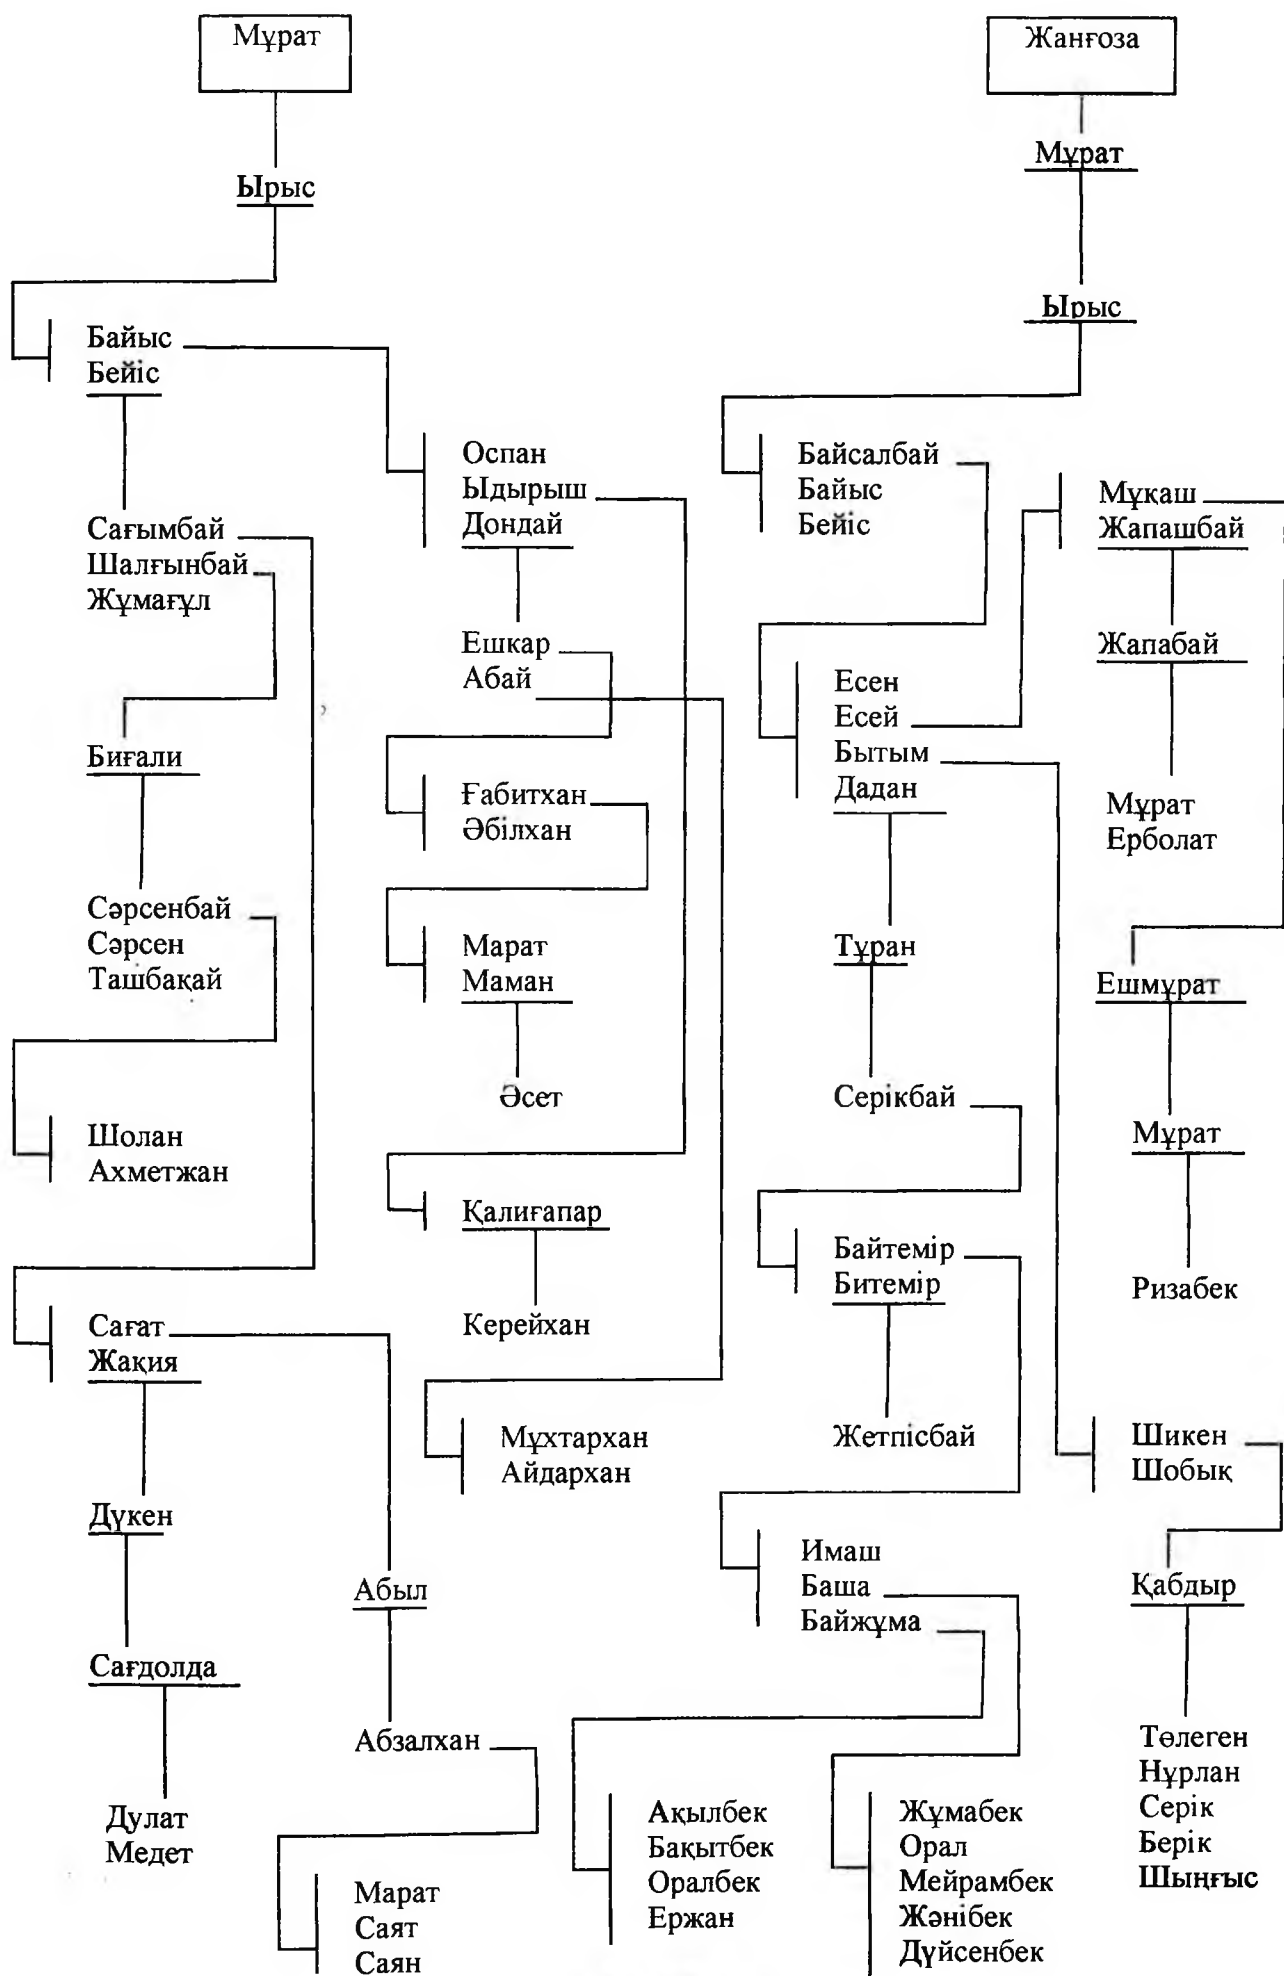 Мұрат
Ырыс
Байыс
Бейіс
Сағымбай
Шалғынбай
Жұмағұл
Биғали
Сәрсенбай
Сәрсен
Ташбақай
Шолан
Ахметжан
Сағат
Жақия
Дүкен
Сағдолда
Дулат
Медет
Оспан
Ыдырыш
Дондай
Ешкар
Абай
Ғабитхан
Әбілхан
Марат
Маман
Әсет
Қалиғапар
Керейхан
Мұхтархан
Айдархан
Абыл
Абзалхан
Марат
Саят
Саян
Жанғоза
Мұрат
Ырыс
Байсалбай
Байыс
Бейіс
Есен
Есей
Бытым
Дадан
Тұран
Серікбай
Байтемір
Битемір
Жетпісбай
Имаш
Баша
Байжұма
Ақылбек
Бақытбек
Оралбек
Ержан
Жұмабек
Орал
Мейрамбек
Жәнібек
Дүйсенбек
Мұқаш
Жапашбай
Жапабай
Мұрат
Ерболат
Ешмұрат
Мұрат
Ризабек
Шикен
Шобық
Қабдыр
Төлеген
Нұрлан
Серік
Берік
Шыңғыс